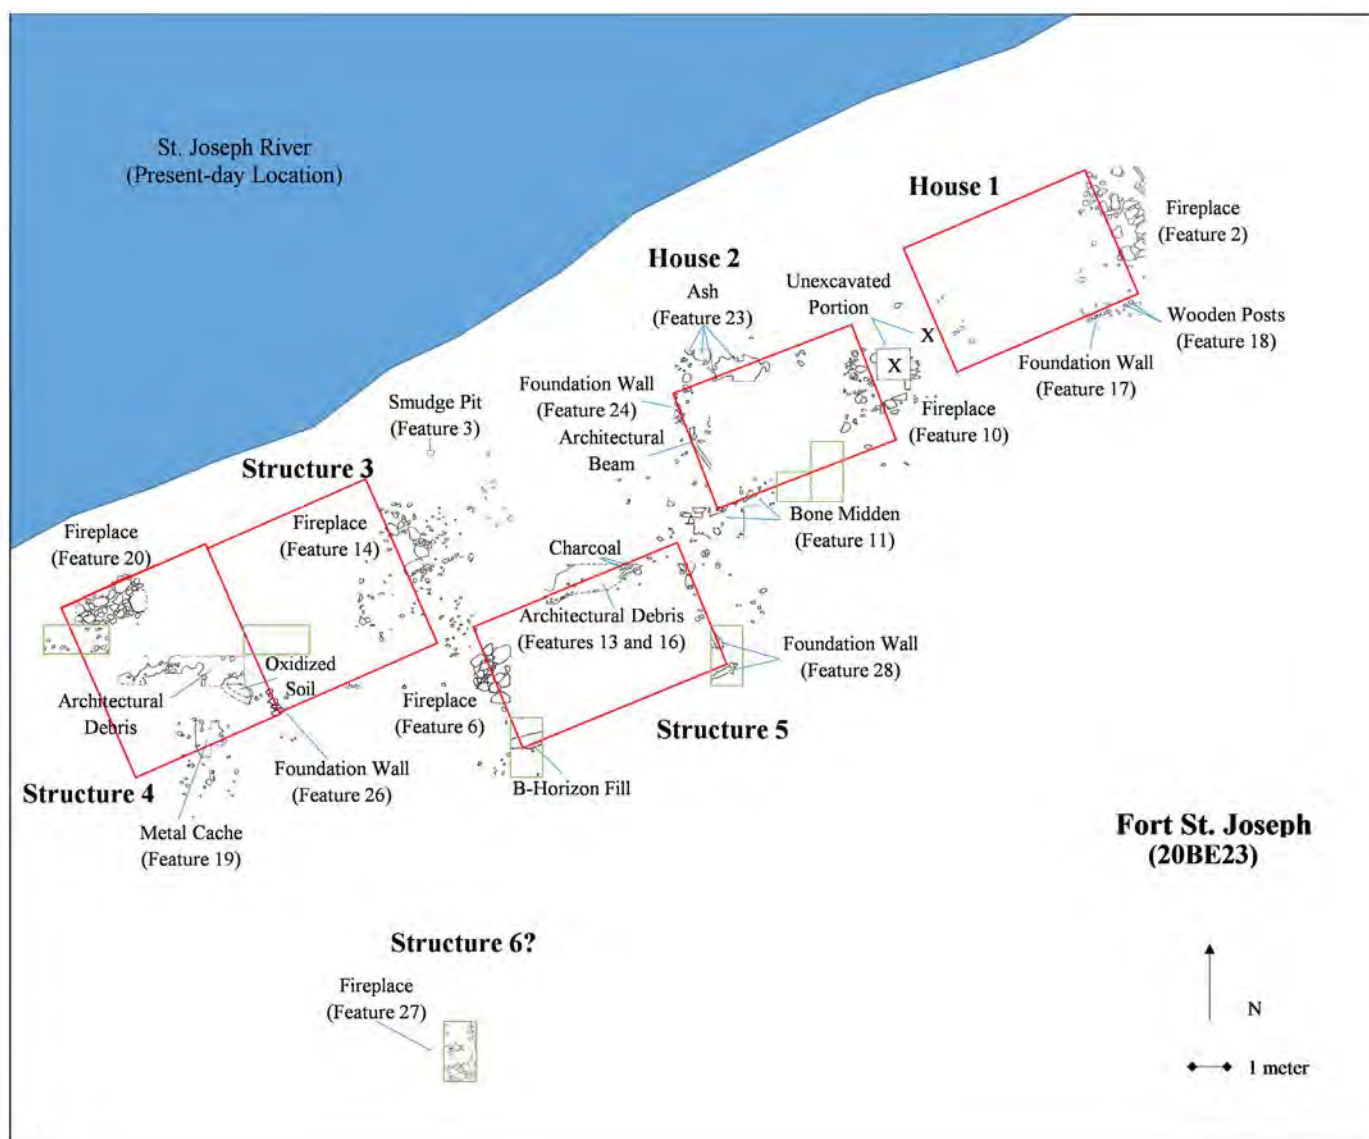 St. Joseph River
(Present-day Location)
House 1
Fireplace
(Feature 2)
House 2
Unexcavated
Portion
Ash
(Feature 23)
X
X
Wooden Posts
(Feature 18)
Foundation Wall
(Feature 17)
Foundation Wall
(Feature 24)
Fireplace
(Feature 10)
Smudge Pit
(Feature 3)
Architectural
Beam
Structure 3
Fireplace
(Feature 14)
Bone Midden
(Feature 11)
Fireplace
(Feature 20)
Charcoal
Architectural Debris
(Features 13 and 16)
Foundation Wall
(Feature 28)
Oxidized
Soil
Architectural
Debris
Fireplace
(Feature 6)
Structure 5
Foundation Wall
(Feature 26)
B-Horizon Fill
Structure 4
Metal Cache
(Feature 19)
Fort St. Joseph
(20BE23)
Structure 6?
Fireplace
(Feature 27)
N
1 meter